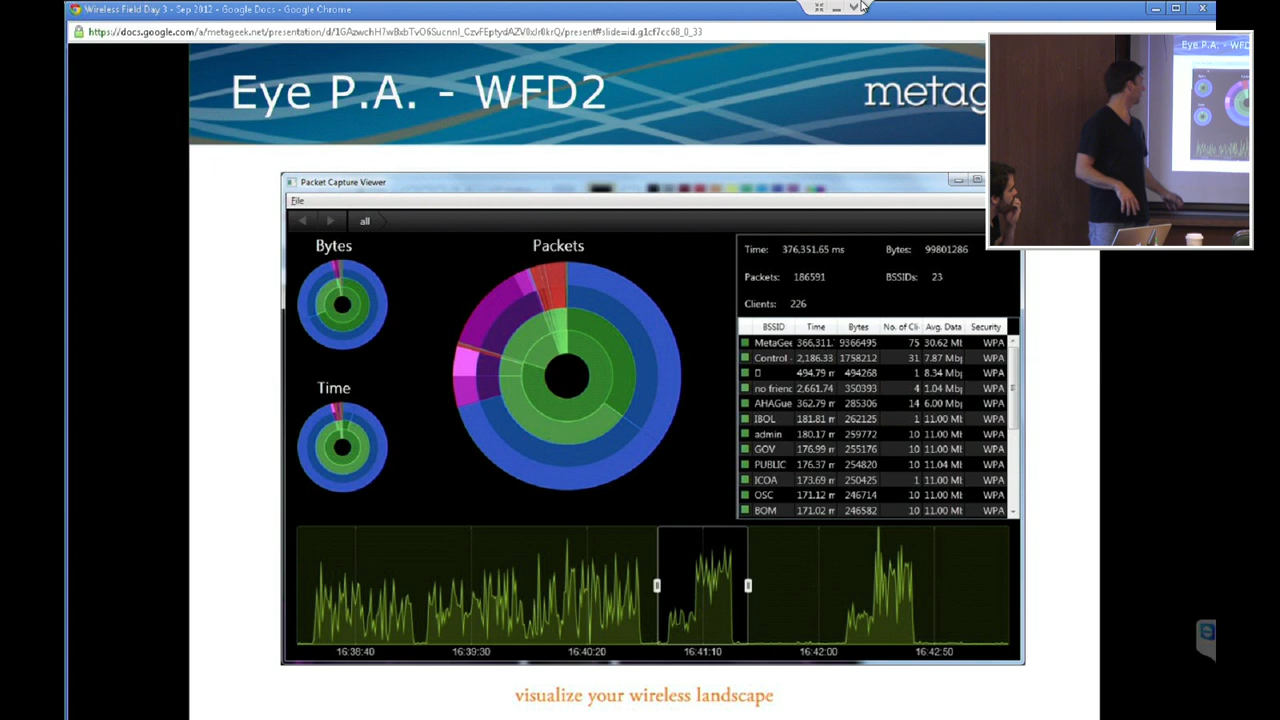 Wireless Field Day 3 - Sep 2012 - Google Docs - Google Chrome
Eye P.A. - WFD2
metag
Eye P.A. - WFD
Packet Capture Viewer
File
all
Bytes
Packets
Time
Time: 376,351.65 ms Bytes: 99801286
Packets: 186591 BSSIDs: 23
Clients: 226
BSSID Time Bytes No. of Cli Avg. Data Security
MetaGee 366,311. 9366495 75 30.62 Mt WPA
Control - 2,186.33 1758212 31 7.87 Mbp WPA
494.79 m 494268 1 8.34 Mbp WPA
no frienc 2,661.74 350393 4 1.04 Mbp WPA
AHAGue 362.79 m 285306 14 6.00 Mbp WPA
IBOL 181.81 m 262125 1 11.00 Mt WPA
admin 180.17 m 259772 10 11.00 Mt WPA
GOV 176.99 m 255176 10 11.00 Mt WPA
PUBLIC 176.37 m 254820 10 11.04 Mt WPA
ICOA 173.69 m 250425 1 11.00 Mt WPA
OSC 171.12 m 246714 10 11.00 Mt WPA
BOM 171.02 m 246582 10 11.00 Mt WPA
16:38:40 16:39:30 16:40:20 16:41:10 16:42:00 16:42:50
visualize your wireless landscape